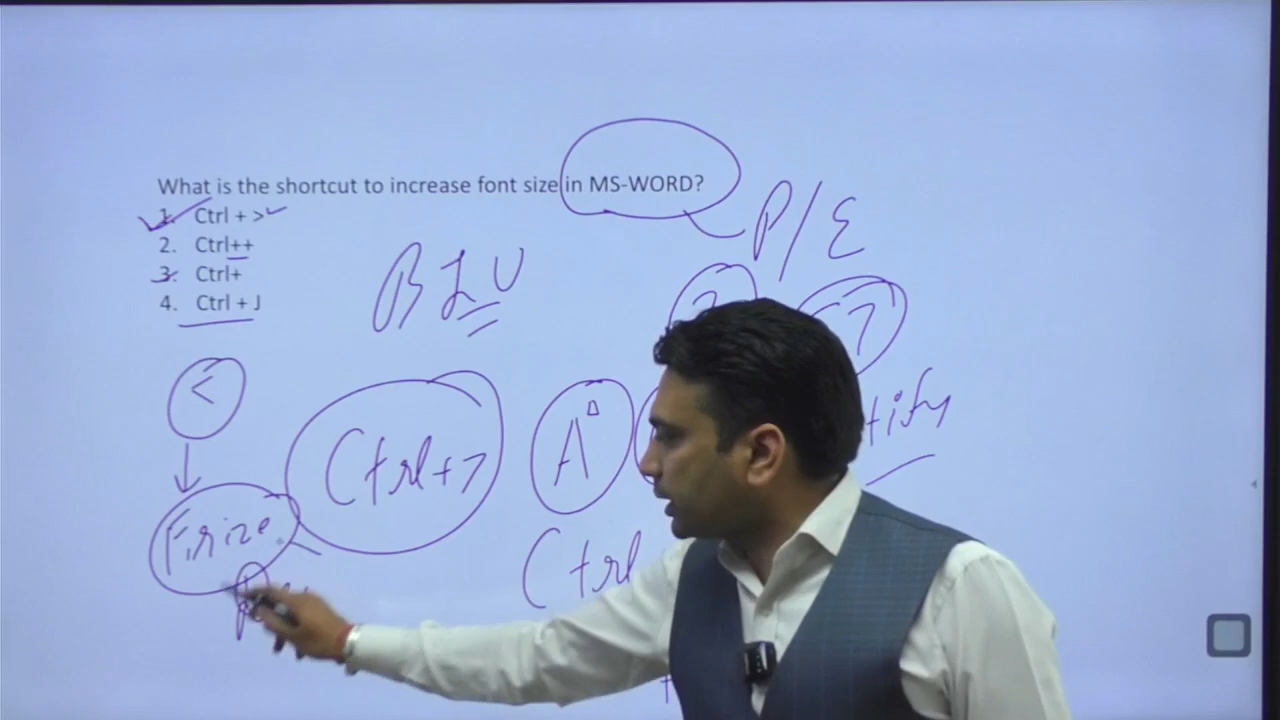 What is the shortcut to increase font size in MS-WORD?
1. Ctrl + >
2. Ctrl++
3. Ctrl+
4. Ctrl + J
P/E
B I U
<
Ctrl+>
A
Ctrl